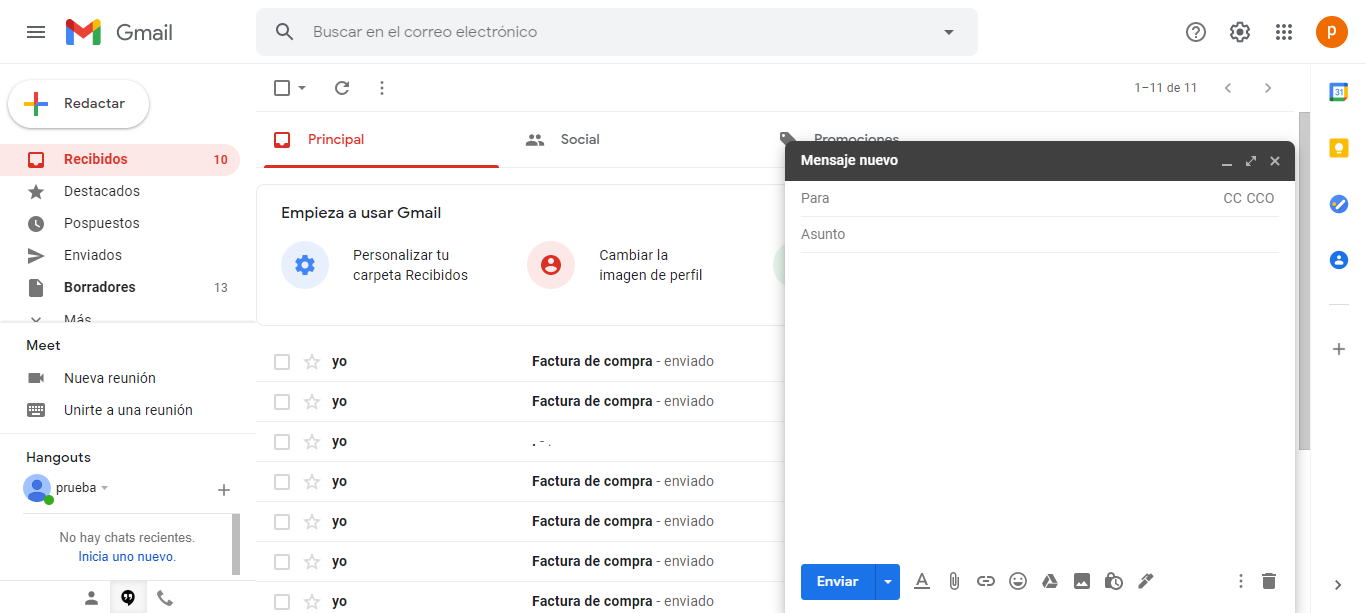 Gmail
Buscar en el correo electrónico
p
Redactar
1–11 de 11
31
Principal
Social
Promociones
Recibidos 10
Destacados
Pospuestos
Enviados
Borradores 13
Más
Meet
Nueva reunión
Unirte a una reunión
Hangouts
prueba
No hay chats recientes.
Inicia uno nuevo.
Empieza a usar Gmail
Personalizar tu
carpeta Recibidos
Cambiar la
imagen de perfil
yo Factura de compra - enviado
yo Factura de compra - enviado
yo . - .
yo Factura de compra - enviado
yo Factura de compra - enviado
yo Factura de compra - enviado
yo Factura de compra - enviado
Mensaje nuevo
Para CC CCO
Asunto
Enviar